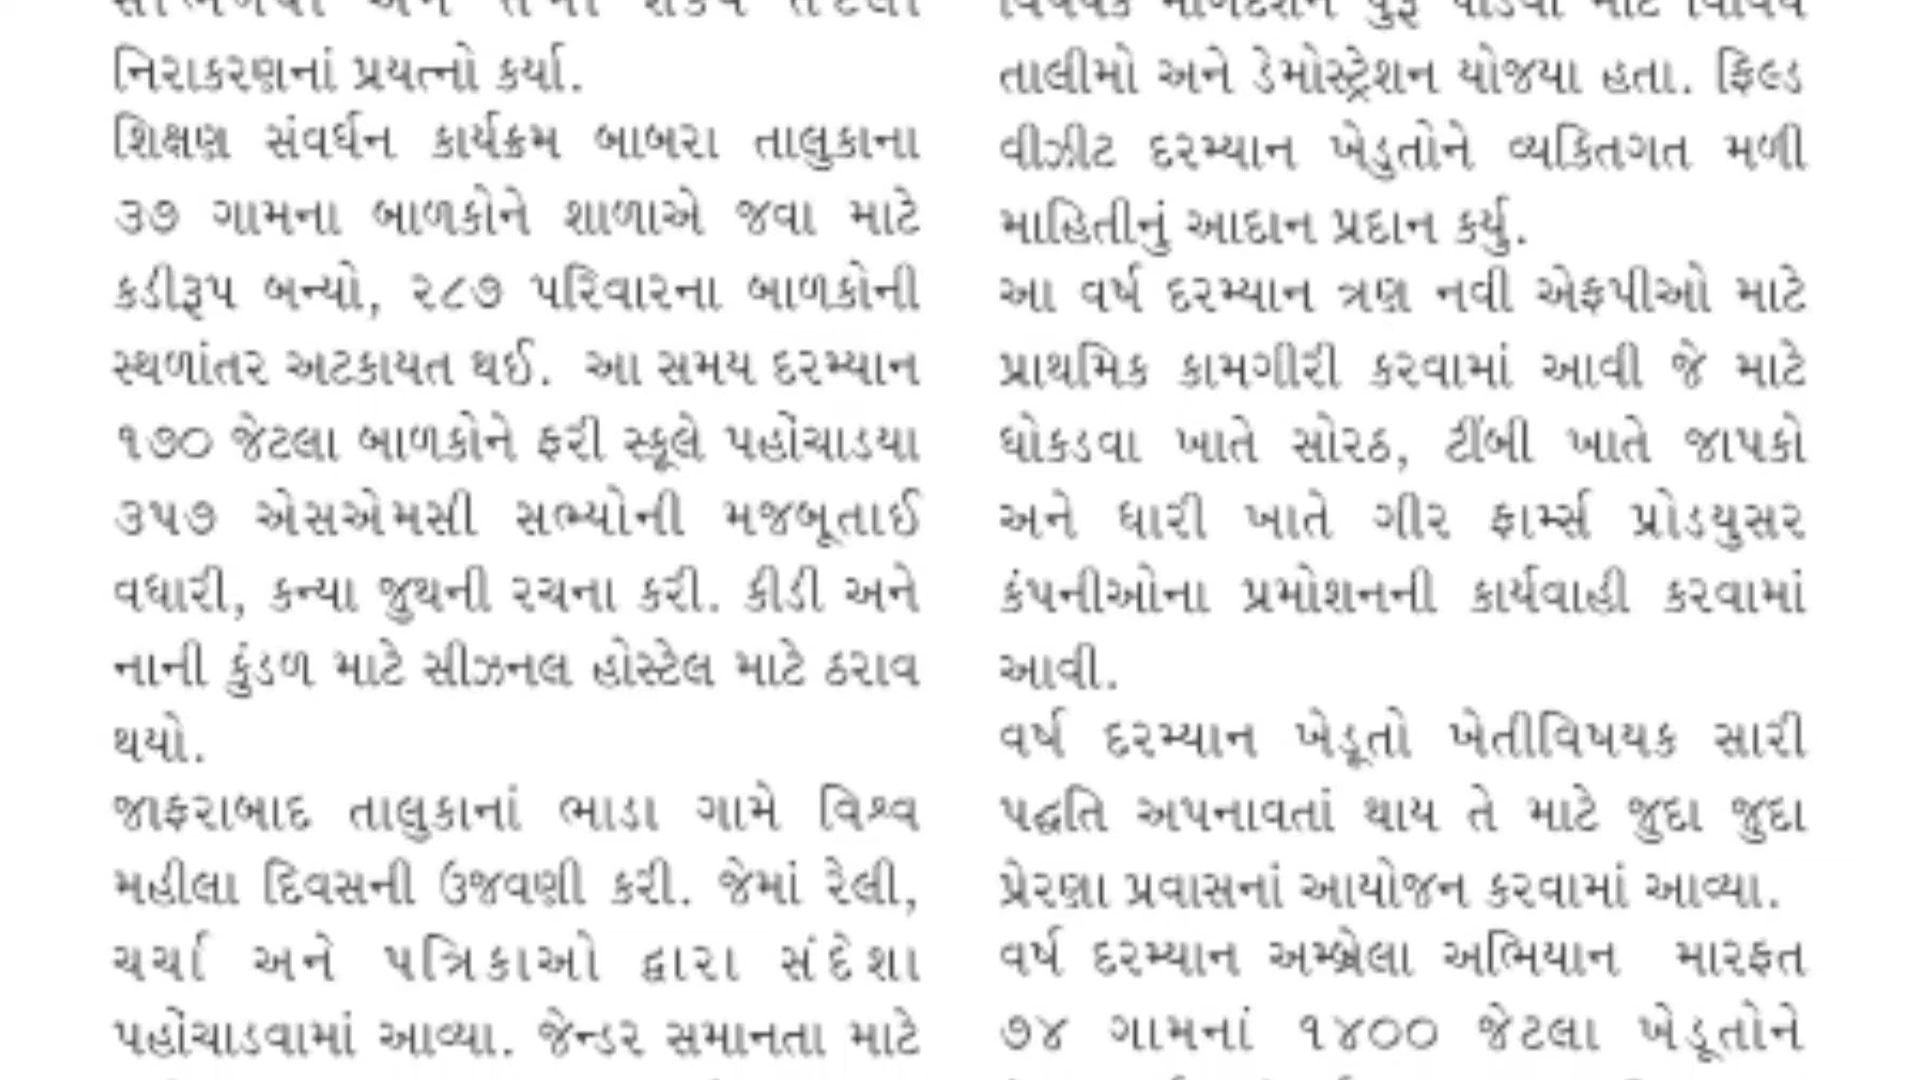 નિરાકરણનાં પ્રયત્નો કર્યા.
શિક્ષણ સંવર્ધન કાર્યક્રમ બાબરા તાલુકાના
૩૭ ગામના બાળકોને શાળાએ જવા માટે
કડીરૂપ બન્યો, ૨૮૭ પરિવારના બાળકોની
સ્થળાંતર અટકાયત થઈ. આ સમય દરમ્યાન
૧૭૦ જેટલા બાળકોને ફરી સ્કૂલે પહોંચાડયા
૩૫૭ એસએમસી સભ્યોની મજબૂતાઈ
વધારી, કન્યા જુથની રચના કરી. કીડી અને
નાની કુંડળ માટે સીઝનલ હોસ્ટેલ માટે ઠરાવ
થયો.
જાફરાબાદ તાલુકાનાં ભાડા ગામે વિશ્વ
મહીલા દિવસની ઉજવણી કરી. જેમાં રેલી,
ચર્ચા અને પત્રિકાઓ દ્વારા સંદેશા
પહોંચાડવામાં આવ્યા. જેન્ડર સમાનતા માટે
તાલીમો અને ડેમોસ્ટ્રેશન યોજયા હતા. ફિલ્ડ
વીઝીટ દરમ્યાન ખેડુતોને વ્યકિતગત મળી
માહિતીનું આદાન પ્રદાન કર્યુ.
આ વર્ષ દરમ્યાન ત્રણ નવી એફપીઓ માટે
પ્રાથમિક કામગીરી કરવામાં આવી જે માટે
ધોકડવા ખાતે સોરઠ, ટીંબી ખાતે જાપકો
અને ધારી ખાતે ગીર ફાર્મ્સ પ્રોડયુસર
કંપનીઓના પ્રમોશનની કાર્યવાહી કરવામાં
આવી.
વર્ષ દરમ્યાન ખેડૂતો ખેતીવિષયક સારી
પદ્ધતિ અપનાવતાં થાય તે માટે જુદા જુદા
પ્રેરણા પ્રવાસનાં આયોજન કરવામાં આવ્યા.
વર્ષ દરમ્યાન અમ્બ્રેલા અભિયાન મારફત
૭૪ ગામનાં ૧૪૦૦ જેટલા ખેડૂતોને